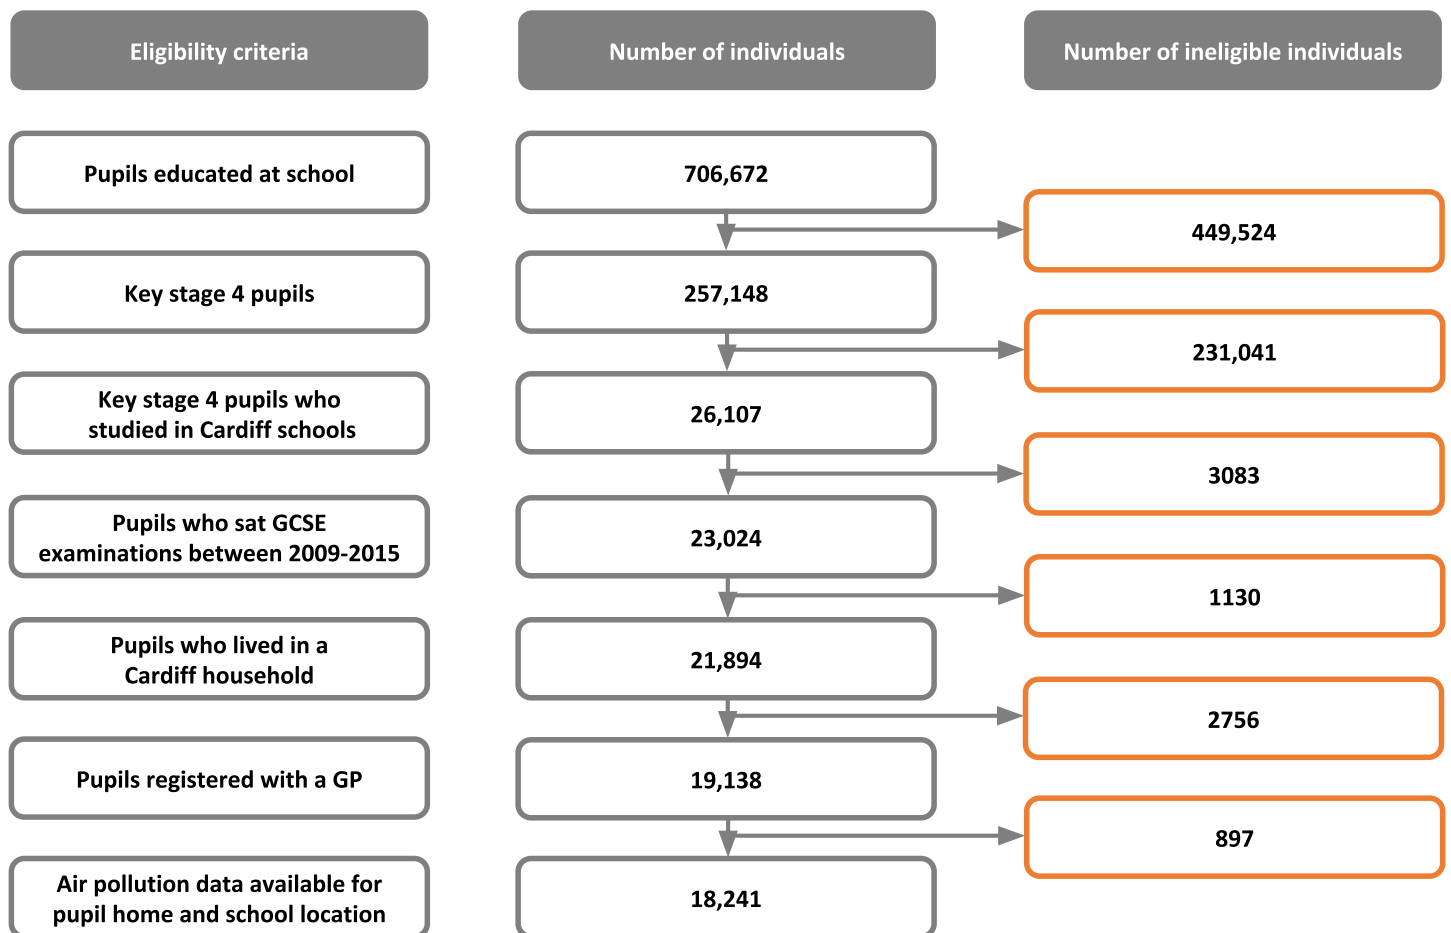 Eligibility criteria
Number of individuals
Number of ineligible individuals
Pupils educated at school
706,672
449,524
Key stage 4 pupils
257,148
231,041
Key stage 4 pupils who
studied in Cardiff schools
26,107
3083
Pupils who sat GCSE
examinations between 2009-2015
23,024
1130
Pupils who lived in a
Cardiff household
21,894
2756
Pupils registered with a GP
19,138
897
Air pollution data available for
pupil home and school location
18,241